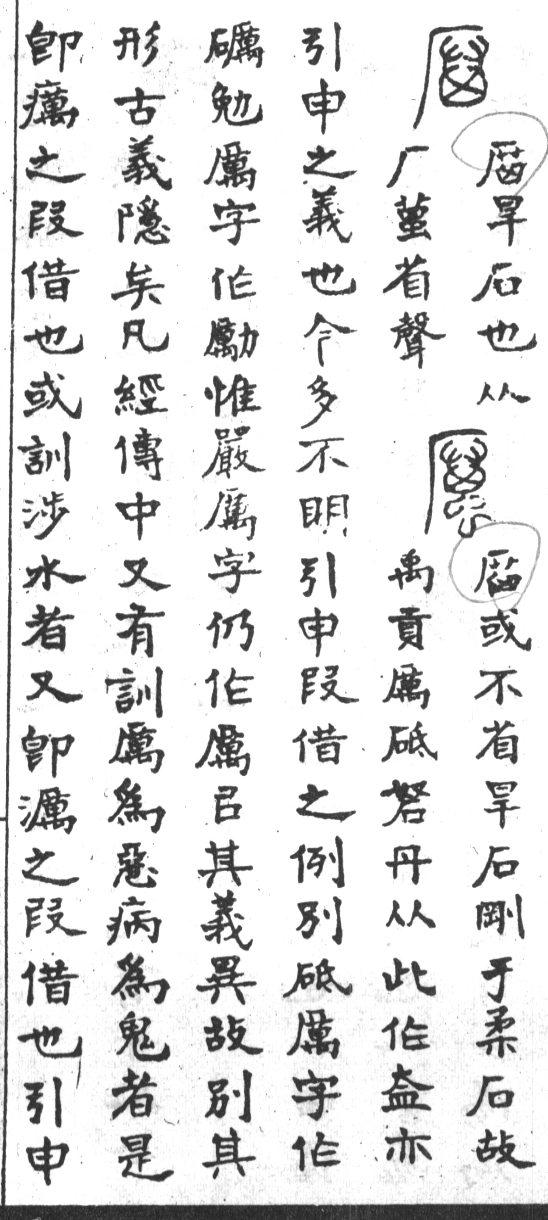 旱石也从
厂蠆省聲
或不省旱石剛于柔石故
禹貢厲砥砮丹从此作盇亦
引申之義也今多不明引申叚借之例別砥厲字作
礪勉厲字作勵惟嚴厲字仍作厲㠯其義異故別其
形古義隱矣凡經傳中又有訓厲爲惡病爲鬼者是
卽癘之叚借也或訓涉水者又卽濿之叚借也引申